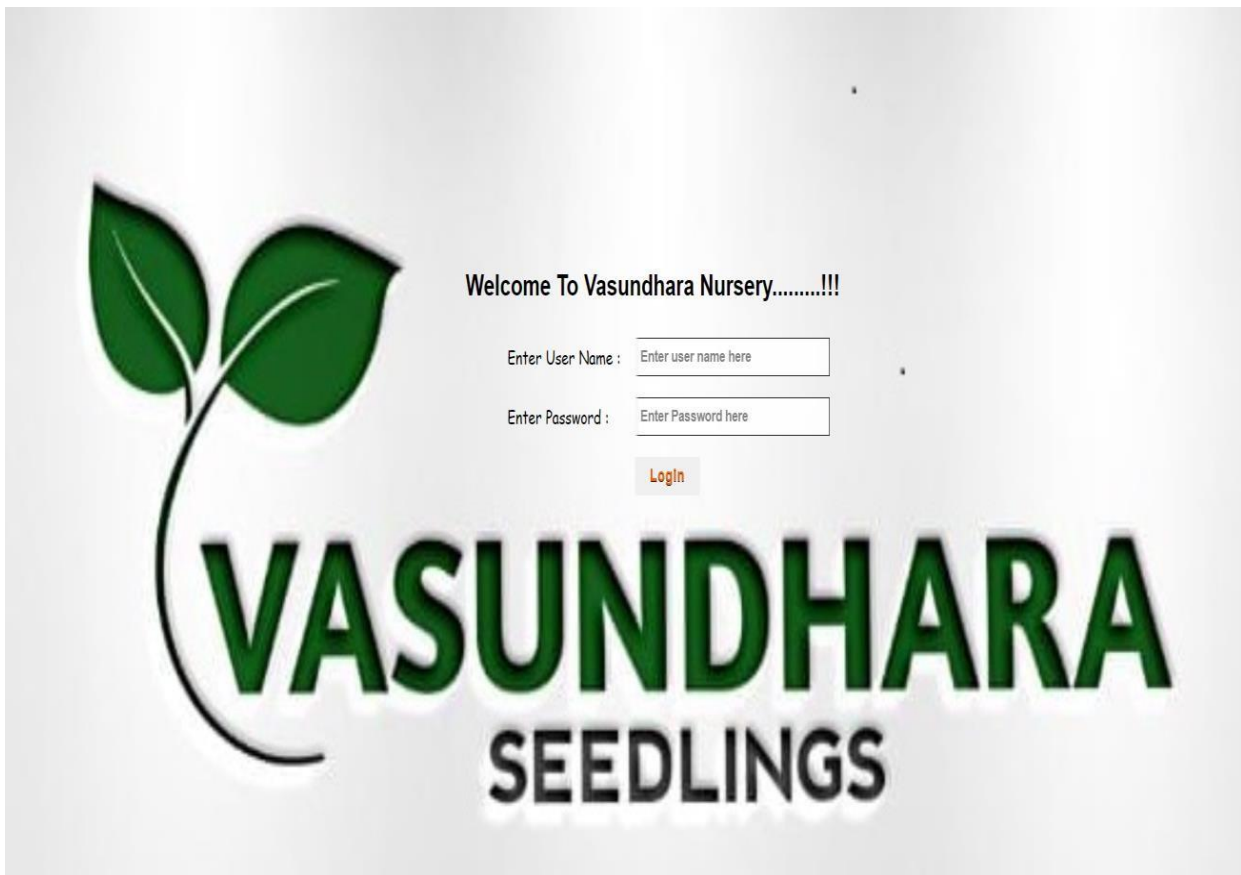 Welcome To Vasundhara Nursery.........!!!
Enter User Name : Enter user name here
Enter Password : Enter Password here
LogIn
VASUNDHARA
SEEDLINGS